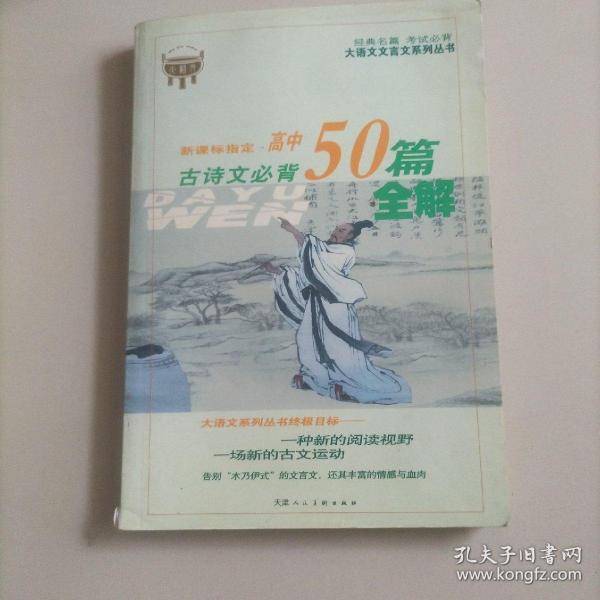 经典名篇 考试必背
大语文文言文系列丛书
新课标指定·高中
古诗文必背50篇
全解
DAYU
WEN
大语文系列丛书终极目标——
一种新的阅读视野
一场新的古文运动
告别“木乃伊式”的文言文，还其丰富的情感与血肉
天津人民美术出版社
孔夫子旧书网
www.kongfz.com